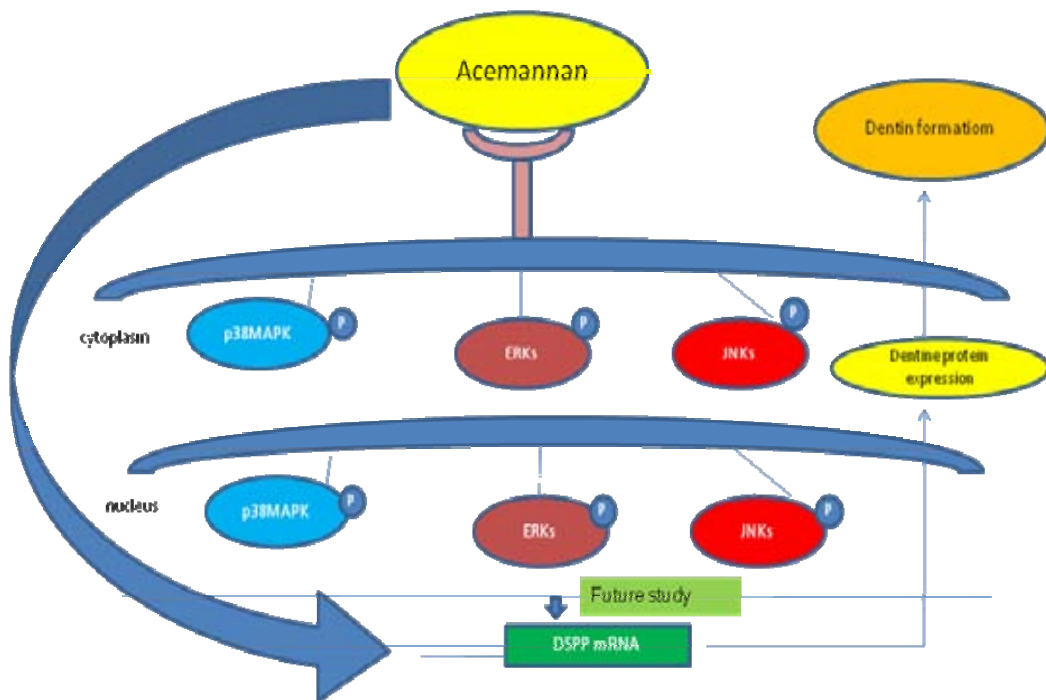 Acemannan
Dentin formatiom
cytoplasm
p38MAPK
P
ERKs
P
JNKs
P
Dentine protein
expression
nucleus
p38MAPK
P
ERKs
P
JNKs
P
Future study
DSPP mRNA